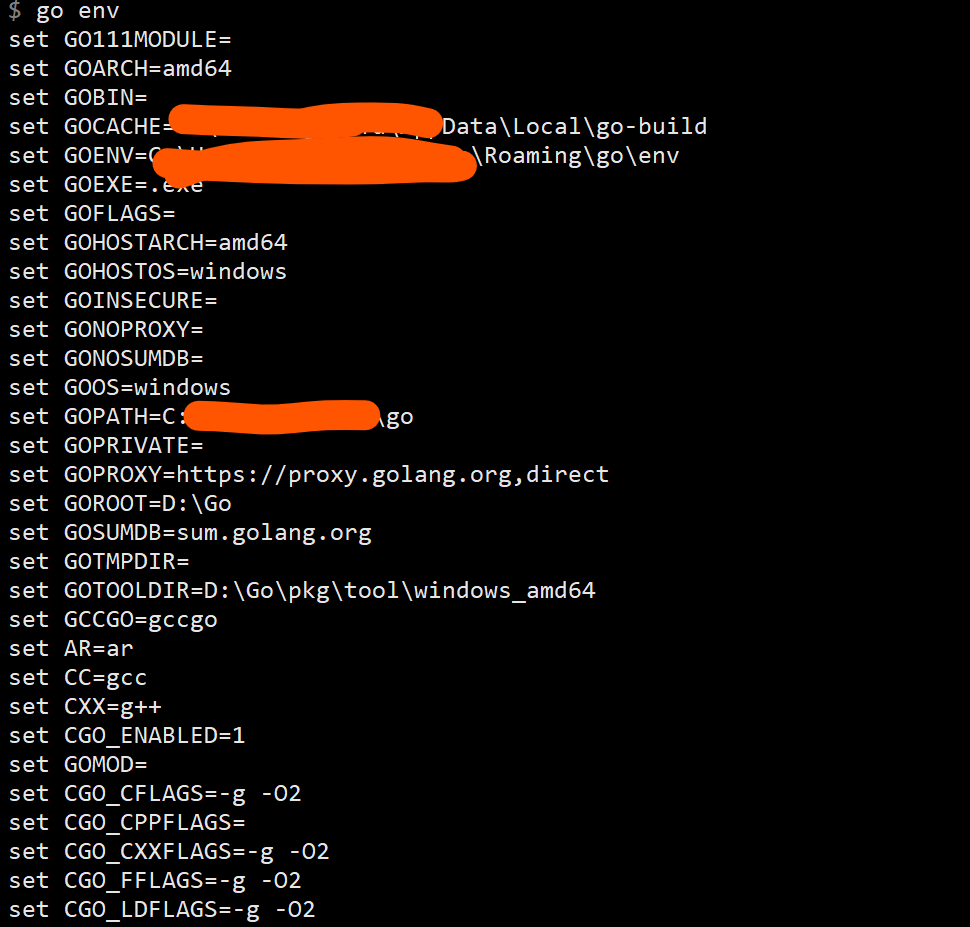 $ go env
set GO111MODULE=
set GOARCH=amd64
set GOBIN=
set GOCACHE= Data\Local\go-build
set GOENV=C \Roaming\go\env
set GOEXE=.exe
set GOFLAGS=
set GOHOSTARCH=amd64
set GOHOSTOS=windows
set GOINSECURE=
set GONOPROXY=
set GONOSUMDB=
set GOOS=windows
set GOPATH=C: \go
set GOPRIVATE=
set GOPROXY=https://proxy.golang.org,direct
set GOROOT=D:\Go
set GOSUMDB=sum.golang.org
set GOTMPDIR=
set GOTOOLDIR=D:\Go\pkg\tool\windows_amd64
set GCCGO=gccgo
set AR=ar
set CC=gcc
set CXX=g++
set CGO_ENABLED=1
set GOMOD=
set CGO_CFLAGS=-g -O2
set CGO_CPPFLAGS=
set CGO_CXXFLAGS=-g -O2
set CGO_FFLAGS=-g -O2
set CGO_LDFLAGS=-g -O2